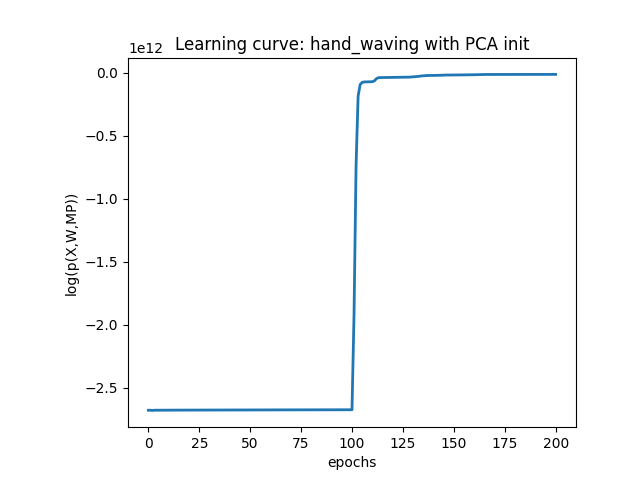 Learning curve: hand_waving with PCA init
1e12
0.0
−0.5
−1.0
−1.5
−2.0
−2.5
log(p(X,W,MP))
0 25 50 75 100 125 150 175 200
epochs